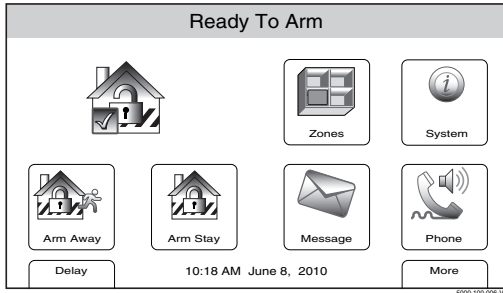 Ready To Arm
i
Zones
System
Arm Away
Arm Stay
Message
Phone
Delay
10:18 AM June 8, 2010
More